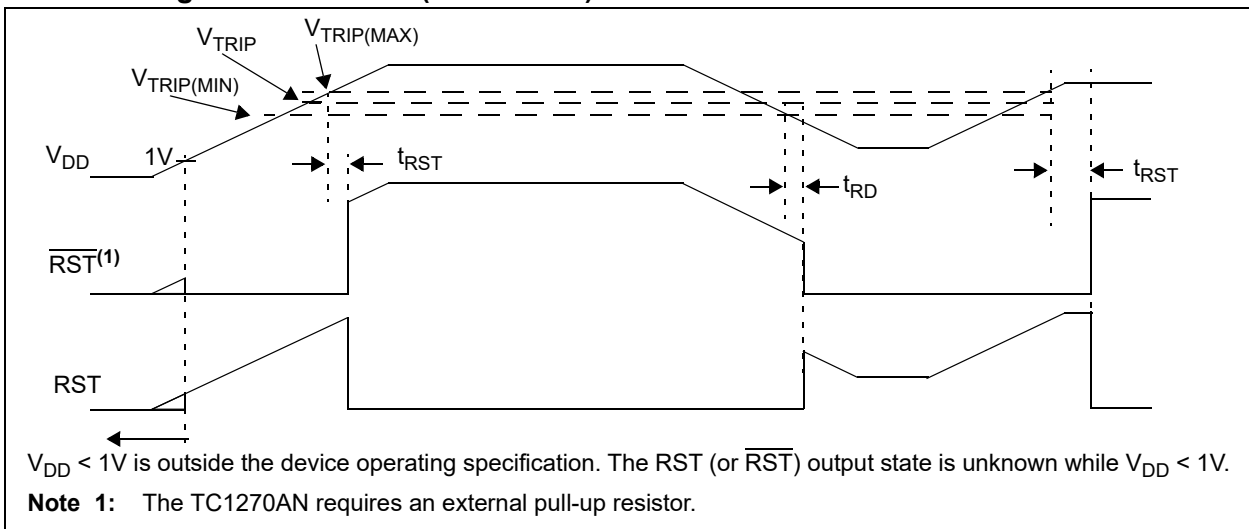 V_TRIP
V_TRIP(MAX)
V_TRIP(MIN)
V_DD
1V
t_RST
t_RD
t_RST
R̅S̅T̅(1)
RST
V_DD < 1V is outside the device operating specification. The RST (or R̅S̅T̅) output state is unknown while V_DD < 1V.
Note 1: The TC1270AN requires an external pull-up resistor.